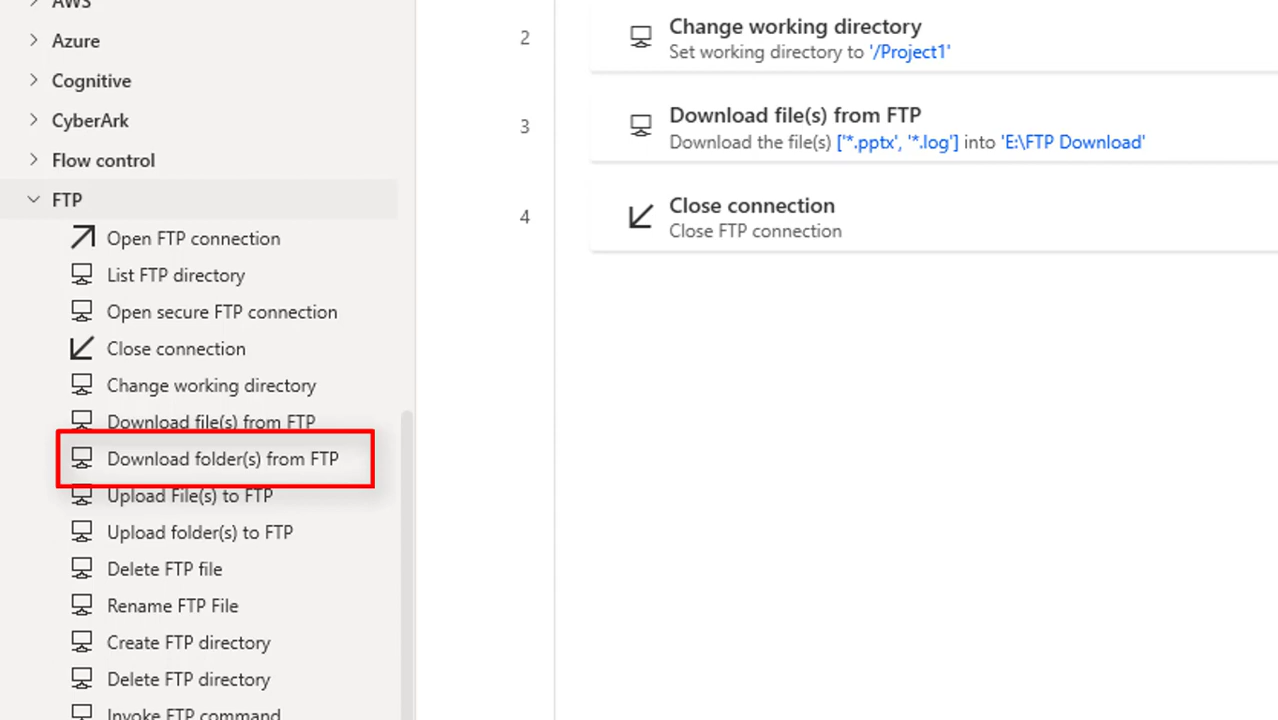 AWS
Azure
Cognitive
CyberArk
Flow control
FTP
Open FTP connection
List FTP directory
Open secure FTP connection
Close connection
Change working directory
Download file(s) from FTP
Download folder(s) from FTP
Upload File(s) to FTP
Upload folder(s) to FTP
Delete FTP file
Rename FTP File
Create FTP directory
Delete FTP directory
Invoke FTP command
2
Change working directory
Set working directory to '/Project1'
3
Download file(s) from FTP
Download the file(s) ['*.pptx', '*.log'] into 'E:\FTP Download'
4
Close connection
Close FTP connection